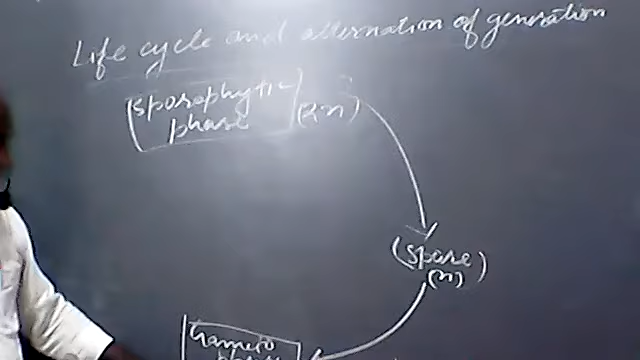 Life cycle and alternation of generation
Sporophytic
phase (2n)
(Spore)
(n)
Gameto